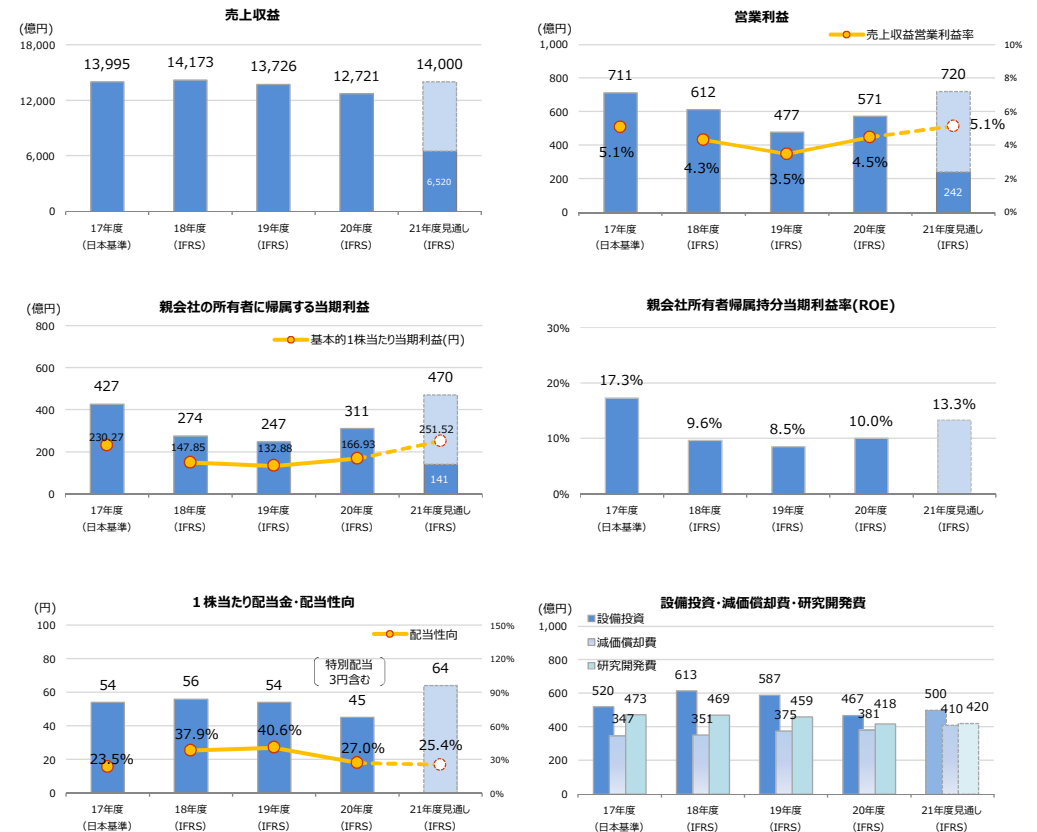 売上収益
(億円)
18,000
12,000
6,000
0
13,995
14,173
13,726
12,721
14,000
6,520
17年度
(日本基準)
18年度
(IFRS)
19年度
(IFRS)
20年度
(IFRS)
21年度見通し
(IFRS)
営業利益
(億円)
売上収益営業利益率
1,000
800
600
400
200
0
10%
8%
6%
4%
2%
0%
711
612
477
571
720
5.1%
4.3%
3.5%
4.5%
5.1%
242
17年度
(日本基準)
18年度
(IFRS)
19年度
(IFRS)
20年度
(IFRS)
21年度見通し
(IFRS)
親会社の所有者に帰属する当期利益
(億円)
基本的1株当たり当期利益(円)
800
600
400
200
0
427
274
247
311
470
230.27
147.85
132.88
166.93
251.52
141
17年度
(日本基準)
18年度
(IFRS)
19年度
(IFRS)
20年度
(IFRS)
21年度見通し
(IFRS)
親会社所有者帰属持分当期利益率(ROE)
30%
20%
10%
0%
17.3%
9.6%
8.5%
10.0%
13.3%
17年度
(日本基準)
18年度
(IFRS)
19年度
(IFRS)
20年度
(IFRS)
21年度見通し
(IFRS)
1株当たり配当金・配当性向
(円)
配当性向
100
80
60
40
20
0
150%
120%
90%
60%
30%
0%
特別配当
3円含む
54
56
54
45
64
23.5%
37.9%
40.6%
27.0%
25.4%
17年度
(日本基準)
18年度
(IFRS)
19年度
(IFRS)
20年度
(IFRS)
21年度見通し
(IFRS)
設備投資・減価償却費・研究開発費
(億円)
設備投資
減価償却費
研究開発費
1,000
800
600
400
200
0
520
347
473
613
351
469
587
375
459
467
381
418
500
410
420
17年度
(日本基準)
18年度
(IFRS)
19年度
(IFRS)
20年度
(IFRS)
21年度見通し
(IFRS)